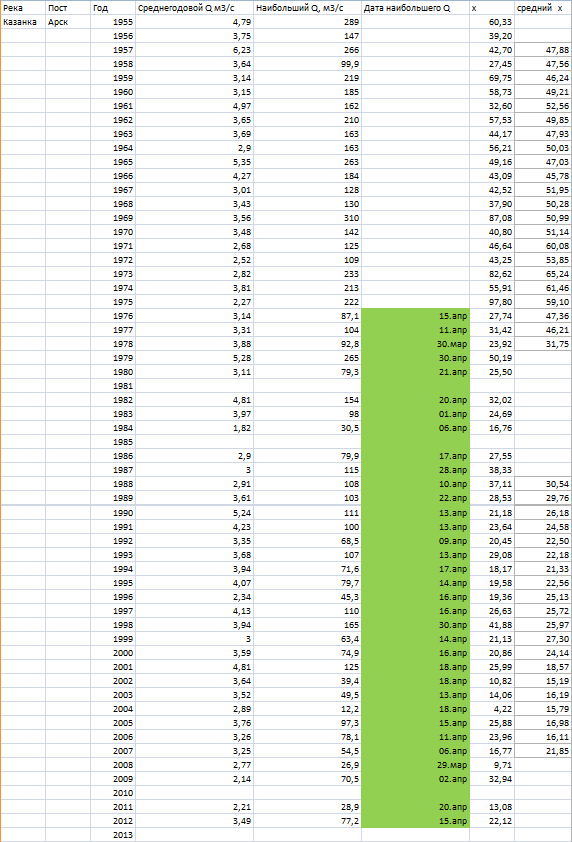 Река Пост Год Среднегодовой Q м3/с Наибольший Q, м3/с Дата наибольшего Q x средний x
Казанка Арск 1955 4,79 289 60,33
1956 3,75 147 39,20
1957 6,23 266 42,70 47,88
1958 3,64 99,9 27,45 47,56
1959 3,14 219 69,75 46,24
1960 3,15 185 58,73 49,21
1961 4,97 162 32,60 52,56
1962 3,65 210 57,53 49,85
1963 3,69 163 44,17 47,93
1964 2,9 163 56,21 50,03
1965 5,35 263 49,16 47,03
1966 4,27 184 43,09 45,78
1967 3,01 128 42,52 51,95
1968 3,43 130 37,90 50,28
1969 3,56 310 87,08 50,99
1970 3,48 142 40,80 51,14
1971 2,68 125 46,64 60,08
1972 2,52 109 43,25 53,85
1973 2,82 233 82,62 65,24
1974 3,81 213 55,91 61,46
1975 2,27 222 97,80 59,10
1976 3,14 87,1 15.апр 27,74 47,36
1977 3,31 104 11.апр 31,42 46,21
1978 3,88 92,8 30.мар 23,92 31,75
1979 5,28 265 30.апр 50,19
1980 3,11 79,3 21.апр 25,50
1981
1982 4,81 154 20.апр 32,02
1983 3,97 98 01.апр 24,69
1984 1,82 30,5 06.апр 16,76
1985
1986 2,9 79,9 17.апр 27,55
1987 3 115 28.апр 38,33
1988 2,91 108 10.апр 37,11 30,54
1989 3,61 103 22.апр 28,53 29,76
1990 5,24 111 13.апр 21,18 26,18
1991 4,23 100 13.апр 23,64 24,58
1992 3,35 68,5 09.апр 20,45 22,50
1993 3,68 107 13.апр 29,08 22,18
1994 3,94 71,6 17.апр 18,17 21,33
1995 4,07 79,7 14.апр 19,58 22,56
1996 2,34 45,3 16.апр 19,36 25,13
1997 4,13 110 16.апр 26,63 25,72
1998 3,94 165 30.апр 41,88 25,97
1999 3 63,4 14.апр 21,13 27,30
2000 3,59 74,9 16.апр 20,86 24,14
2001 4,81 125 18.апр 25,99 18,57
2002 3,64 39,4 18.апр 10,82 15,19
2003 3,52 49,5 13.апр 14,06 16,19
2004 2,89 12,2 18.апр 4,22 15,79
2005 3,76 97,3 15.апр 25,88 16,98
2006 3,26 78,1 11.апр 23,96 16,11
2007 3,25 54,5 06.апр 16,77 21,85
2008 2,77 26,9 29.мар 9,71
2009 2,14 70,5 02.апр 32,94
2010
2011 2,21 28,9 20.апр 13,08
2012 3,49 77,2 15.апр 22,12
2013